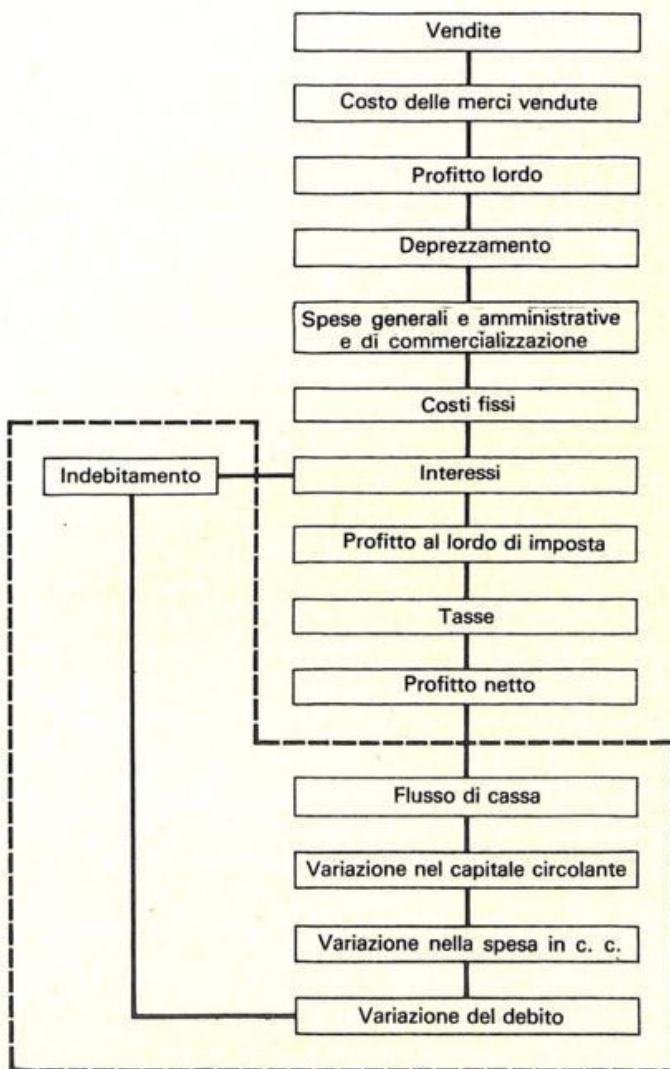 Vendite
Costo delle merci vendute
Profitto lordo
Deprezzamento
Spese generali e amministrative
e di commercializzazione
Costi fissi
Indebitamento
Interessi
Profitto al lordo di imposta
Tasse
Profitto netto
Flusso di cassa
Variazione nel capitale circolante
Variazione nella spesa in c. c.
Variazione del debito